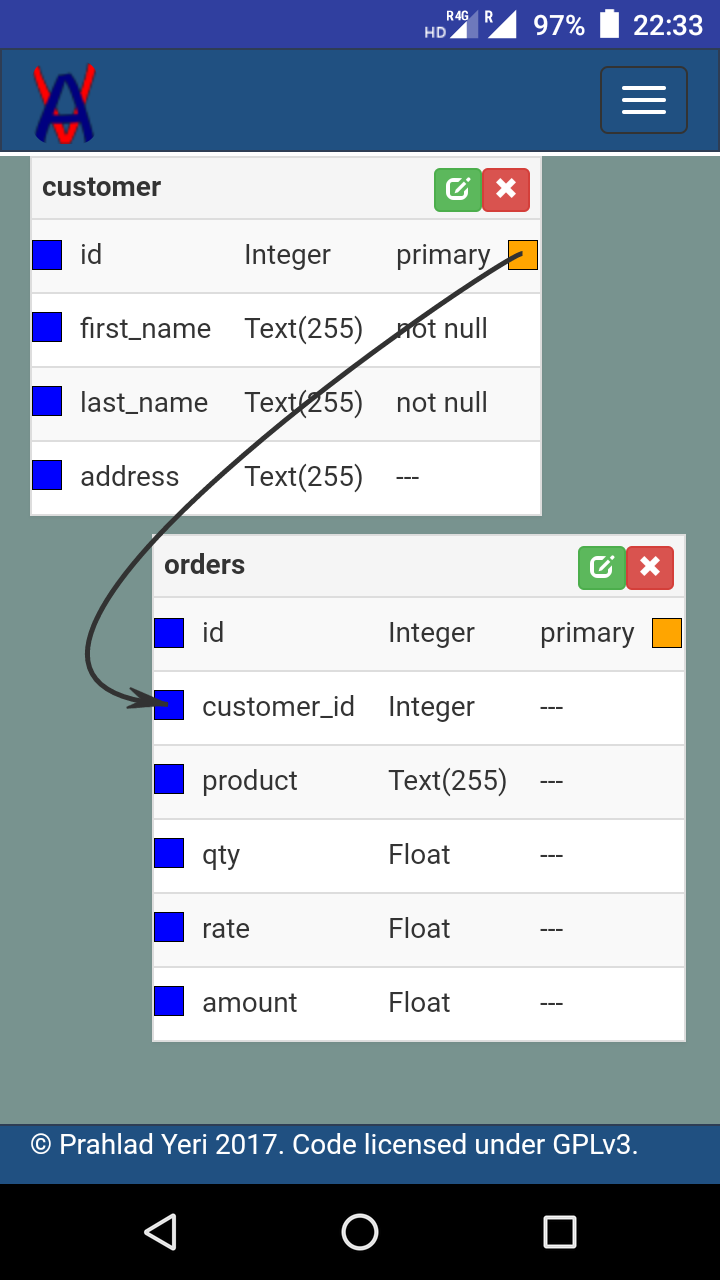 HD R4G R 97% 22:33
AV
customer
id Integer primary
first_name Text(255) not null
last_name Text(255) not null
address Text(255) ---
orders
id Integer primary
customer_id Integer ---
product Text(255) ---
qty Float ---
rate Float ---
amount Float ---
© Prahlad Yeri 2017. Code licensed under GPLv3.